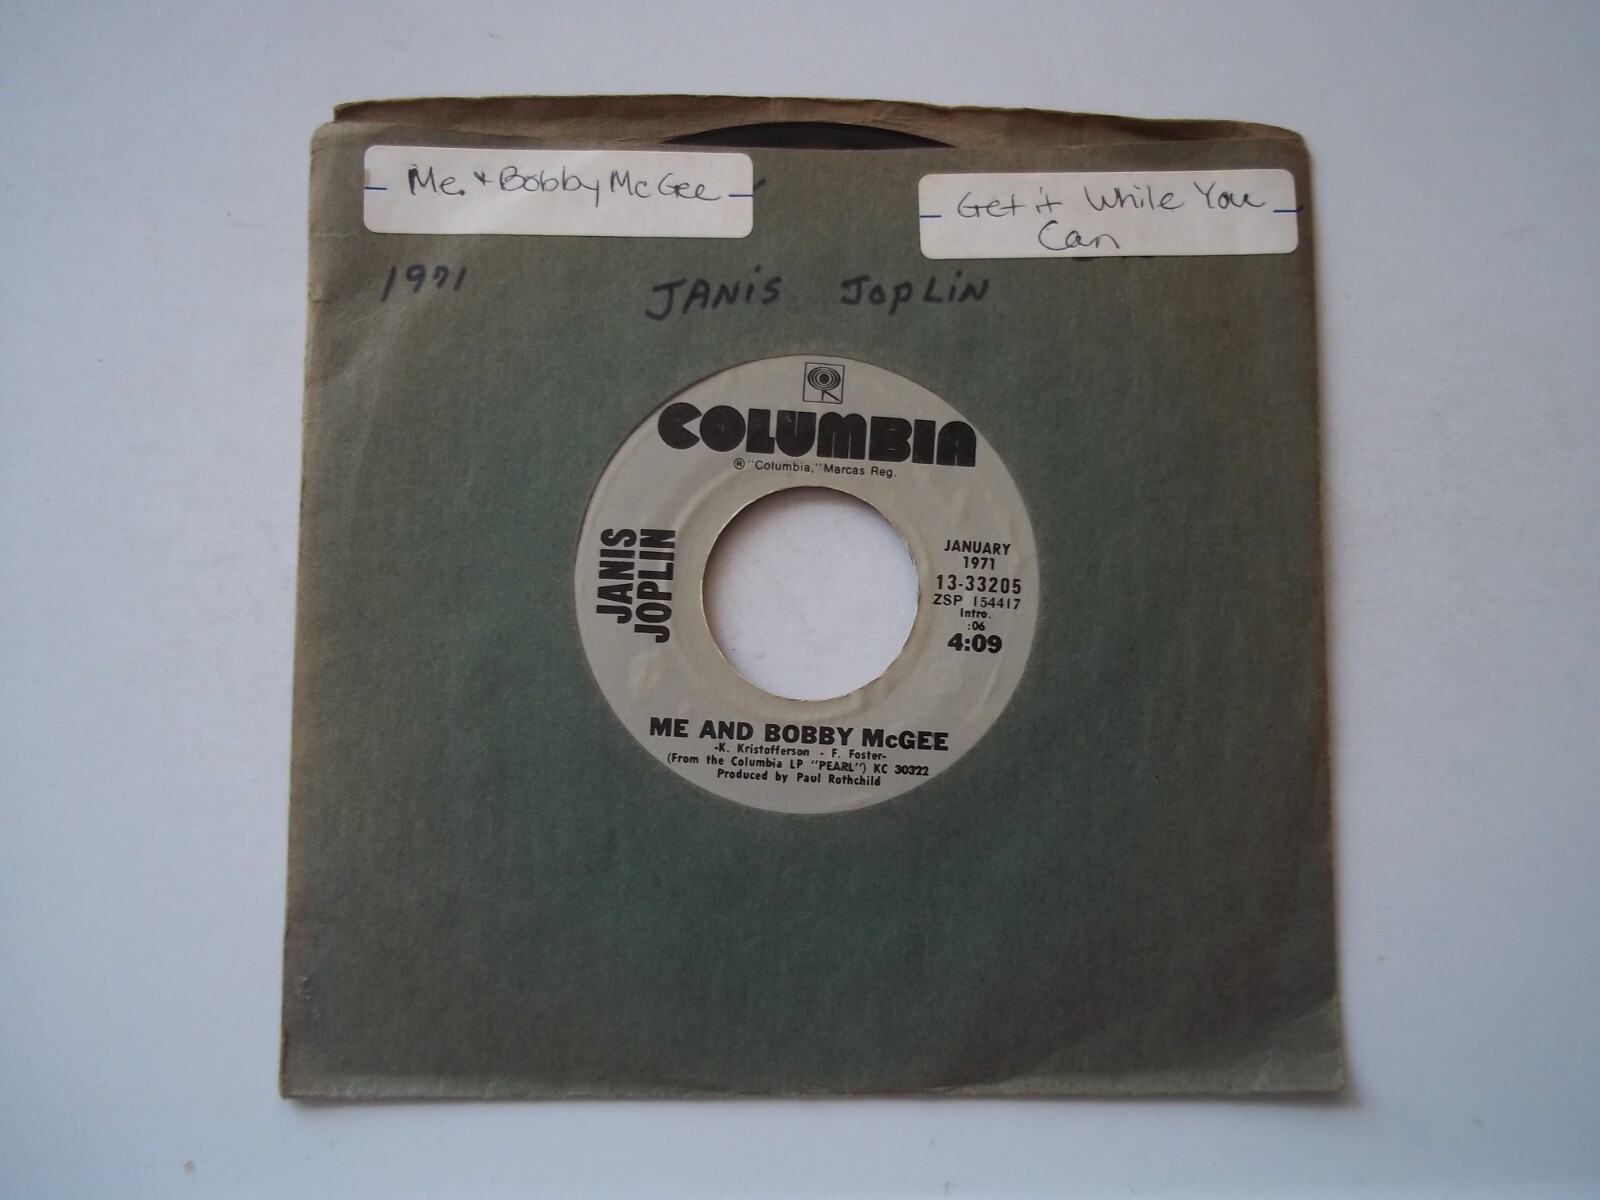 Me. + Bobby McGee
Get it While You
Can
1971
JANIS JOPLIN
COLUMBIA
® "Columbia," Marcas Reg.
JANIS
JOPLIN
JANUARY
1971
13-33205
ZSP 154417
Intro.
:06
4:09
ME AND BOBBY McGEE
-K. Kristofferson - F. Foster-
(From the Columbia LP "PEARL") KC 30322
Produced by Paul Rothchild